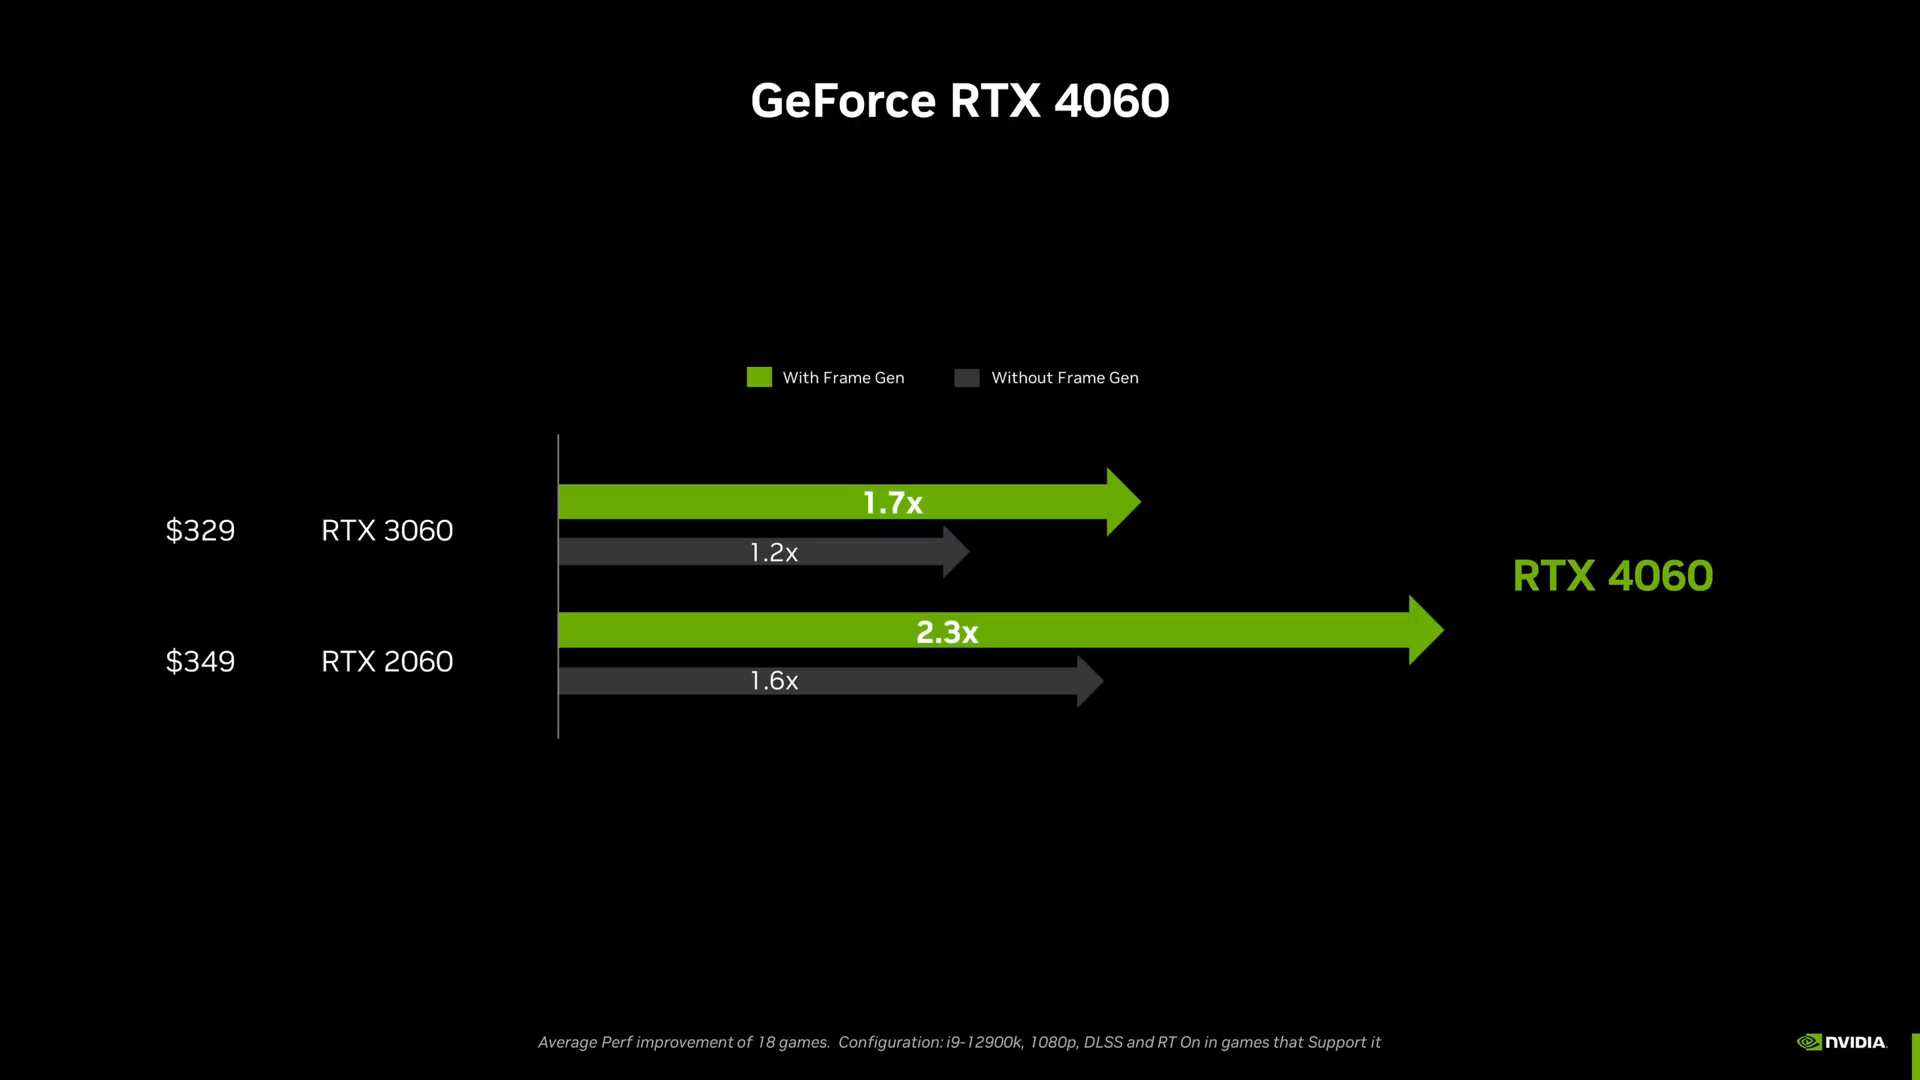 GeForce RTX 4060
With Frame Gen
Without Frame Gen
$329
RTX 3060
1.7x
1.2x
$349
RTX 2060
2.3x
1.6x
RTX 4060
Average Perf improvement of 18 games. Configuration: i9-12900k, 1080p, DLSS and RT On in games that Support it
NVIDIA.